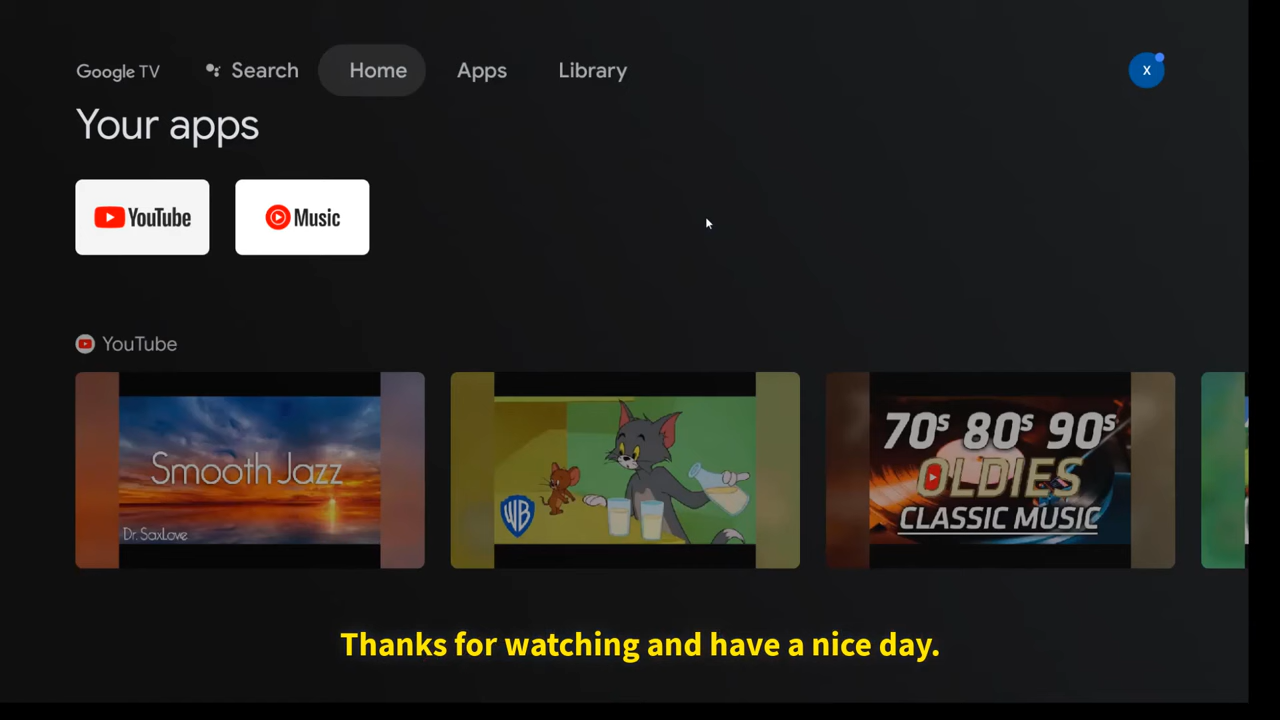 Google TV Search Home Apps Library X
Your apps
YouTube Music
YouTube
Smooth Jazz
Dr. SaxLove
WB
70s 80s 90s
OLDIES
CLASSIC MUSIC
Thanks for watching and have a nice day.